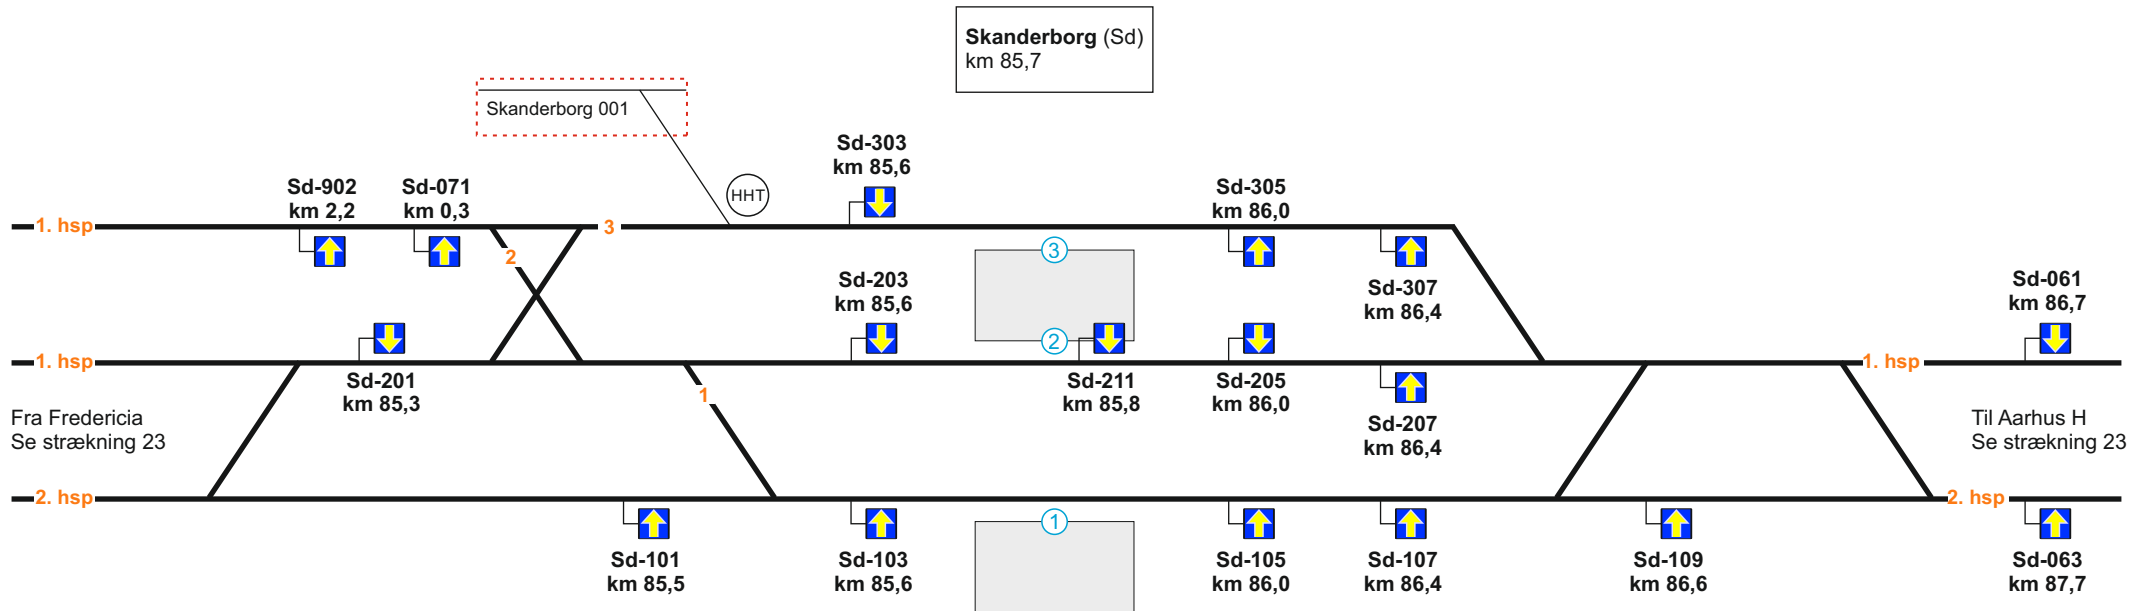 Skanderborg (Sd)
km 85,7
Skanderborg 001
HHT
Sd-303
km 85,6
Sd-902
km 2,2
Sd-071
km 0,3
Sd-305
km 86,0
1. hsp
3
2
3
Sd-307
km 86,4
Sd-203
km 85,6
Sd-061
km 86,7
2
1. hsp
1. hsp
Sd-201
km 85,3
1
Sd-211
km 85,8
Sd-205
km 86,0
Sd-207
km 86,4
Fra Fredericia
Se strækning 23
Til Aarhus H
Se strækning 23
2. hsp
2. hsp
1
Sd-101
km 85,5
Sd-103
km 85,6
Sd-105
km 86,0
Sd-107
km 86,4
Sd-109
km 86,6
Sd-063
km 87,7